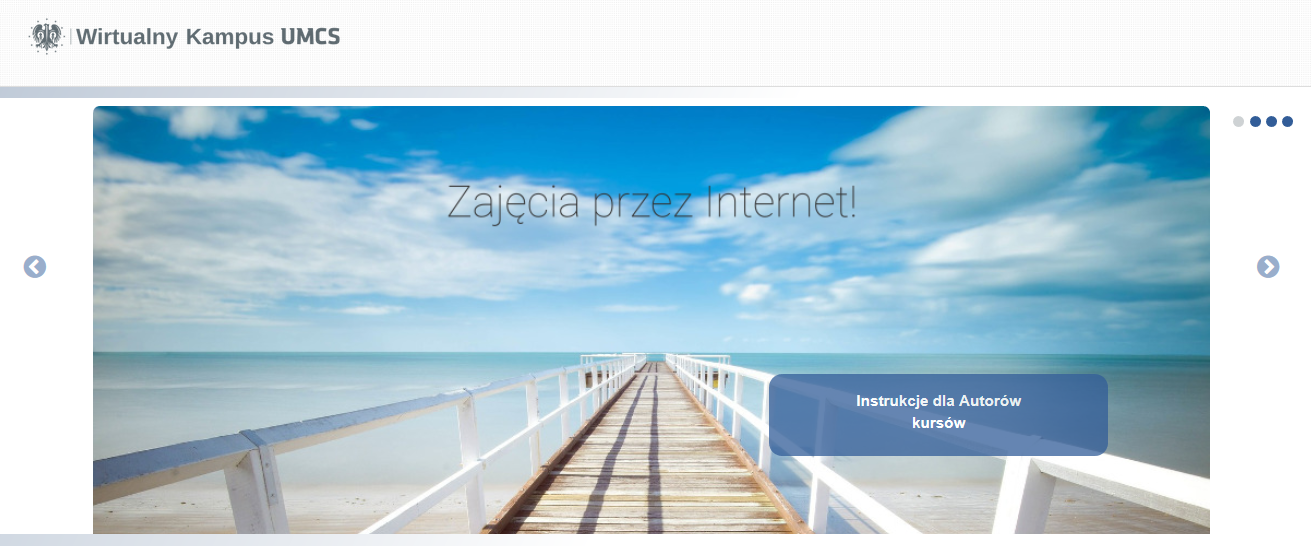 Wirtualny Kampus UMCS
Zajęcia przez Internet!
Instrukcje dla Autorów
kursów